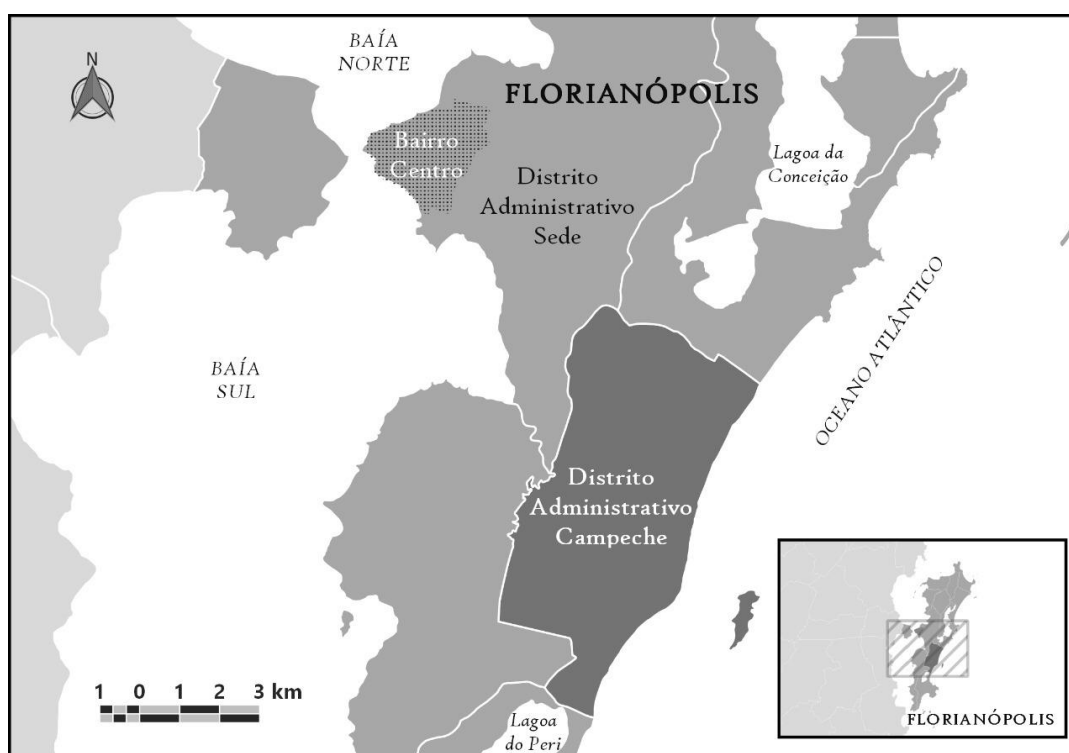 BAÍA
NORTE
N
FLORIANÓPOLIS
Bairro
Centro
Lagoa da
Conceição
Distrito
Administrativo
Sede
OCEANO ATLÂNTICO
BAÍA
SUL
Distrito
Administrativo
Campeche
1 0 1 2 3 km
Lagoa
do Peri
FLORIANÓPOLIS